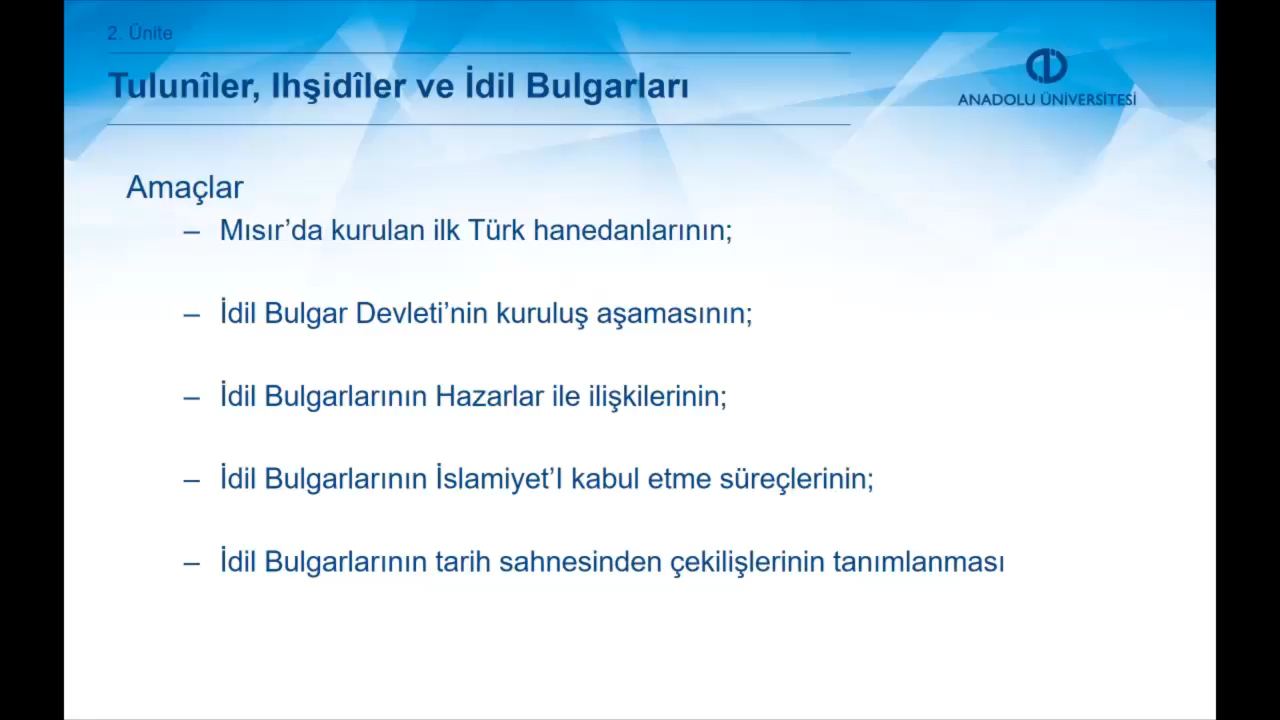 2. Ünite
Tulunîler, Ihşidîler ve İdil Bulgarları
ANADOLU ÜNİVERSİTESİ
Amaçlar
– Mısır’da kurulan ilk Türk hanedanlarının;
– İdil Bulgar Devleti’nin kuruluş aşamasının;
– İdil Bulgarlarının Hazarlar ile ilişkilerinin;
– İdil Bulgarlarının İslamiyet’I kabul etme süreçlerinin;
– İdil Bulgarlarının tarih sahnesinden çekilişlerinin tanımlanması